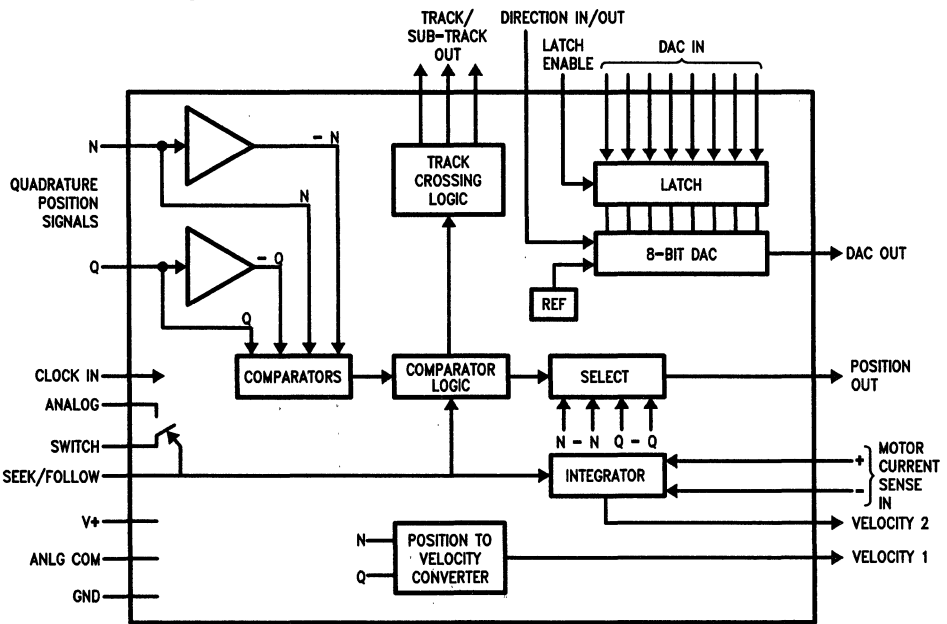 TRACK/
SUB-TRACK
OUT
DIRECTION IN/OUT
LATCH
ENABLE
DAC IN
N
QUADRATURE
POSITION
SIGNALS
Q
- N
N
- Q
Q
TRACK
CROSSING
LOGIC
LATCH
8-BIT DAC
DAC OUT
REF
CLOCK IN
COMPARATORS
COMPARATOR
LOGIC
SELECT
POSITION
OUT
ANALOG
SWITCH
SEEK/FOLLOW
N - N Q - Q
INTEGRATOR
+
-
MOTOR
CURRENT
SENSE
IN
VELOCITY 2
V+
ANLG COM
GND
N
Q
POSITION TO
VELOCITY
CONVERTER
VELOCITY 1